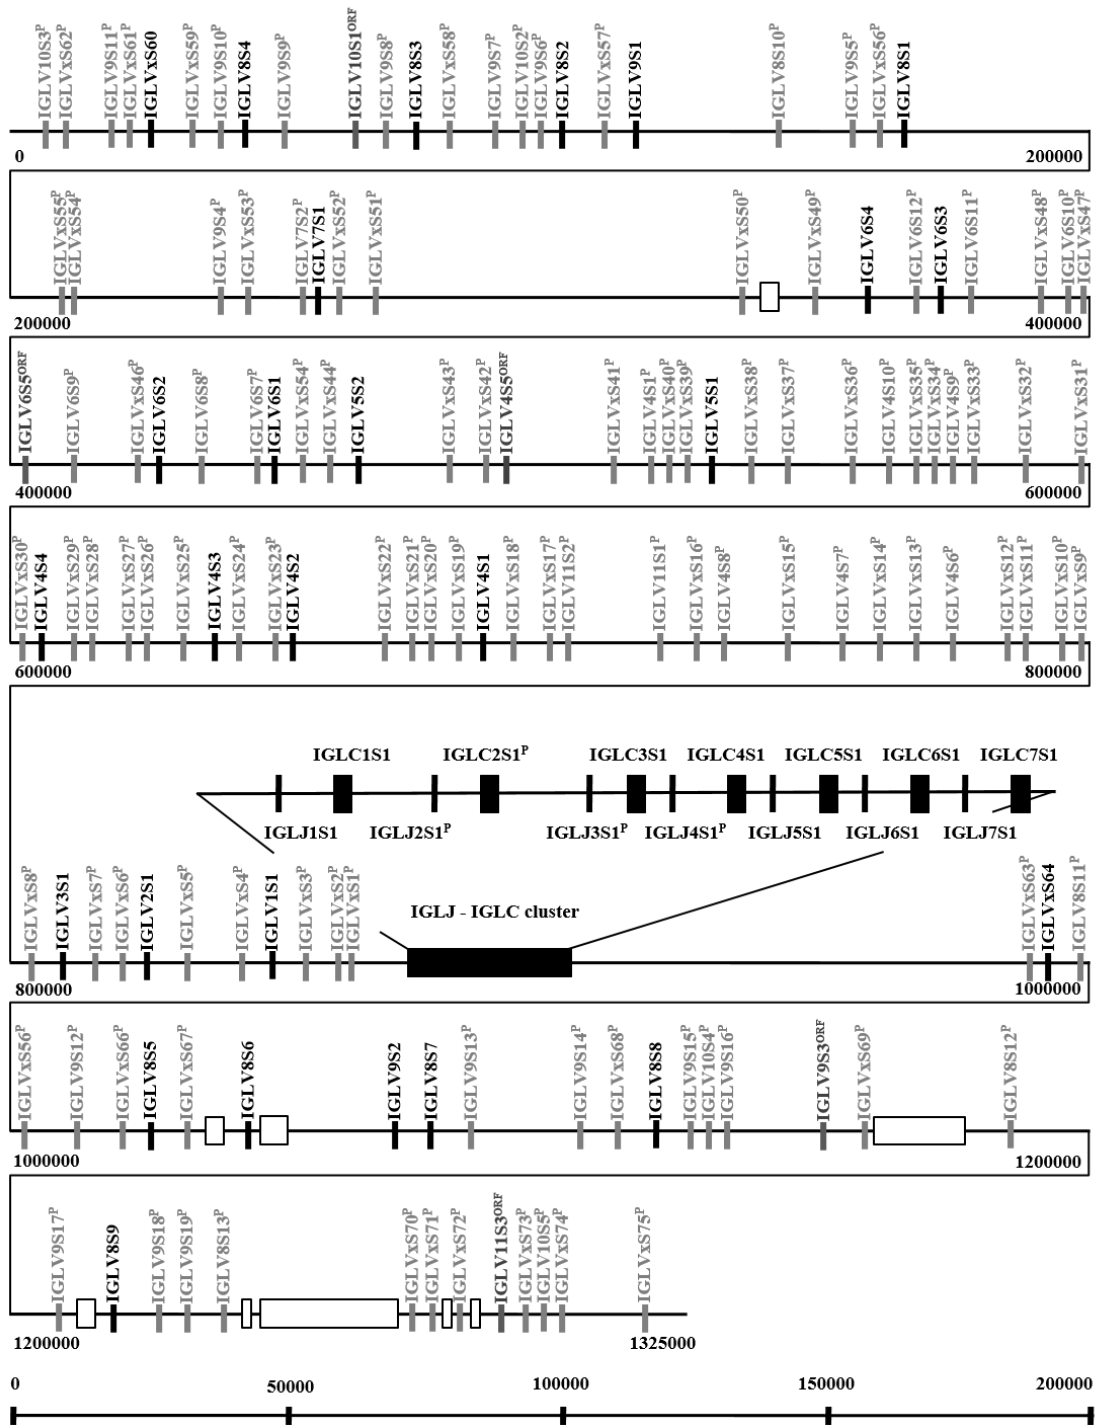 IGLV10S3P IGLVxS62P IGLV9S11P IGLVxS61P IGLVxS60 IGLVxS59P IGLV9S10P IGLV8S4 IGLV9S9P IGLV10S1ORF IGLV9S8P IGLV8S3 IGLVxS58P IGLV9S7P IGLV10S2P IGLV9S6P IGLV8S2 IGLVxS57P IGLV9S1 IGLV8S10P IGLV9S5P IGLVxS56P IGLV8S1
0 200000
IGLVxS55P IGLVxS54P IGLV9S4P IGLVxS53P IGLV7S2P IGLV7S1 IGLVxS52P IGLVxS51P IGLVxS50P IGLVxS49P IGLV6S4 IGLV6S12P IGLV6S3 IGLV6S11P IGLVxS48P IGLV6S10P IGLVxS47P
200000 400000
IGLV6S5ORF IGLV6S9P IGLVxS46P IGLV6S2 IGLV6S8P IGLV6S7P IGLV6S1 IGLVxS54P IGLVxS44P IGLV5S2 IGLVxS43P IGLVxS42P IGLV4S5ORF IGLVxS41P IGLV4S1P IGLVxS40P IGLVxS39P IGLV5S1 IGLVxS38P IGLVxS37P IGLVxS36P IGLV4S10P IGLVxS35P IGLVxS34P IGLV4S9P IGLVxS33P IGLVxS32P IGLVxS31P
400000 600000
IGLVxS30P IGLV4S4 IGLVxS29P IGLVxS28P IGLVxS27P IGLVxS26P IGLVxS25P IGLV4S3 IGLVxS24P IGLVxS23P IGLV4S2 IGLVxS22P IGLVxS21P IGLVxS20P IGLVxS19P IGLV4S1 IGLVxS18P IGLVxS17P IGLV11S2P IGLV11S1P IGLVxS16P IGLV4S8P IGLVxS15P IGLV4S7P IGLVxS14P IGLVxS13P IGLV4S6P IGLVxS12P IGLVxS11P IGLVxS10P IGLVxS9P
600000 800000
IGLC1S1 IGLC2S1P IGLC3S1 IGLC4S1 IGLC5S1 IGLC6S1 IGLC7S1
IGLJ1S1 IGLJ2S1P IGLJ3S1P IGLJ4S1P IGLJ5S1 IGLJ6S1 IGLJ7S1
IGLVxS8P IGLV3S1 IGLVxS7P IGLVxS6P IGLV2S1 IGLVxS5P IGLVxS4P IGLV1S1 IGLVxS3P IGLVxS2P IGLVxS1P IGLJ - IGLC cluster IGLVxS63P IGLVxS64 IGLV8S11P
800000 1000000
IGLVxS56P IGLV9S12P IGLVxS66P IGLV8S5 IGLVxS67P IGLV8S6 IGLV9S2 IGLV8S7 IGLV9S13P IGLV9S14P IGLVxS68P IGLV8S8 IGLV9S15P IGLV10S4P IGLV9S16P IGLV9S3ORF IGLVxS69P IGLV8S12P
1000000 1200000
IGLV9S17P IGLV8S9 IGLV9S18P IGLV9S19P IGLV8S13P IGLVxS70P IGLVxS71P IGLVxS72P IGLV11S3ORF IGLVxS73P IGLV10S5P IGLVxS74P IGLVxS75P
1200000 1325000
0 50000 100000 150000 200000